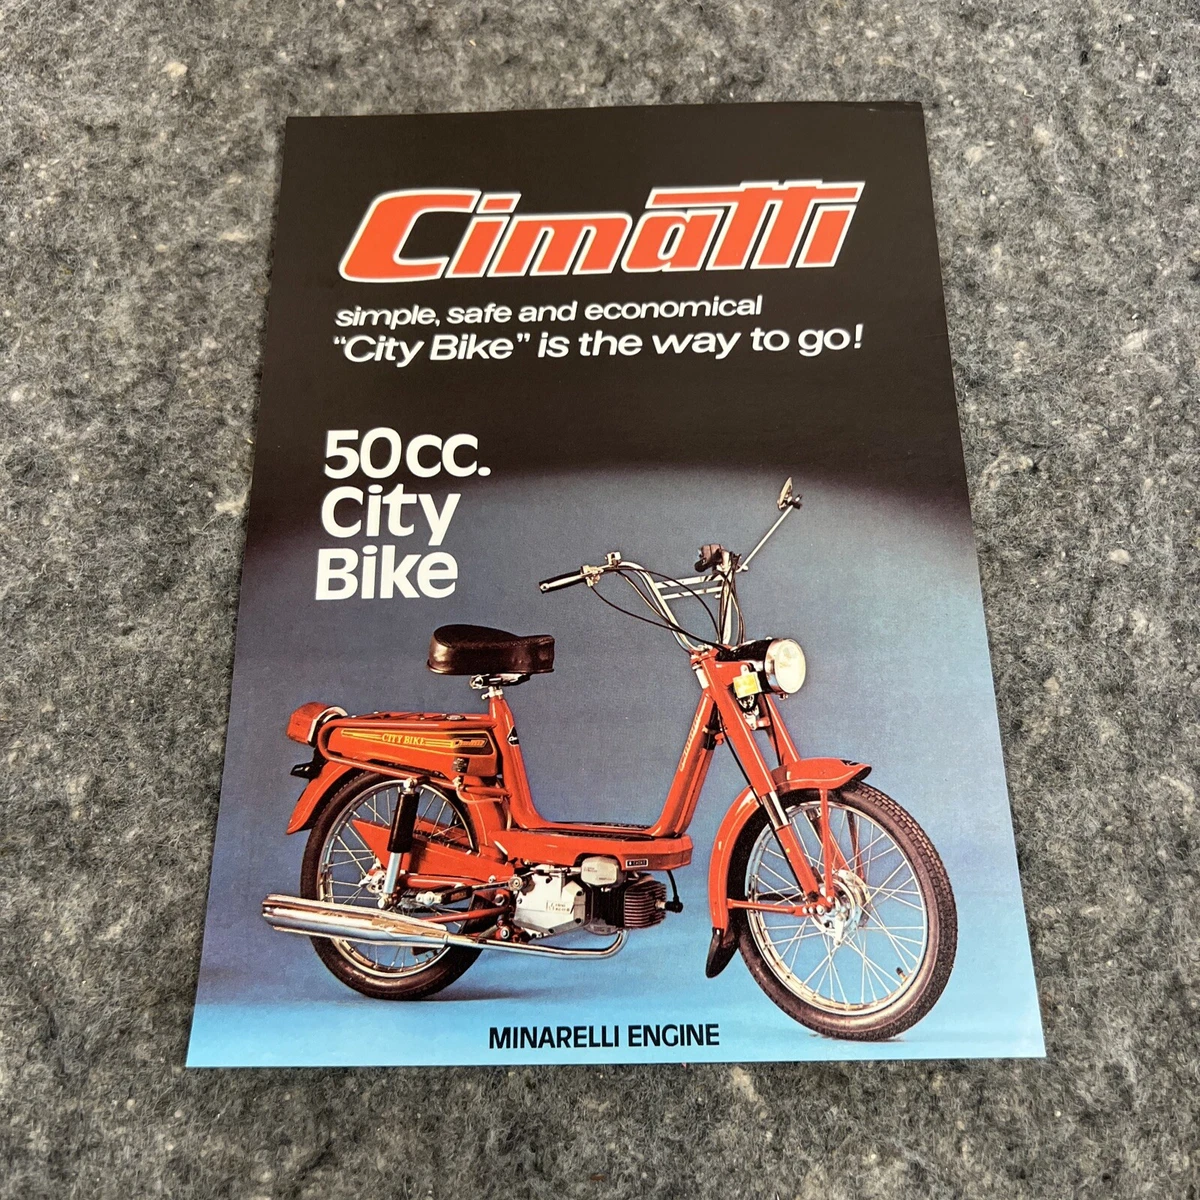 Cimatti
simple, safe and economical
“City Bike” is the way to go!
50cc.
City
Bike
CITY BIKE Cimatti
MINARELLI ENGINE